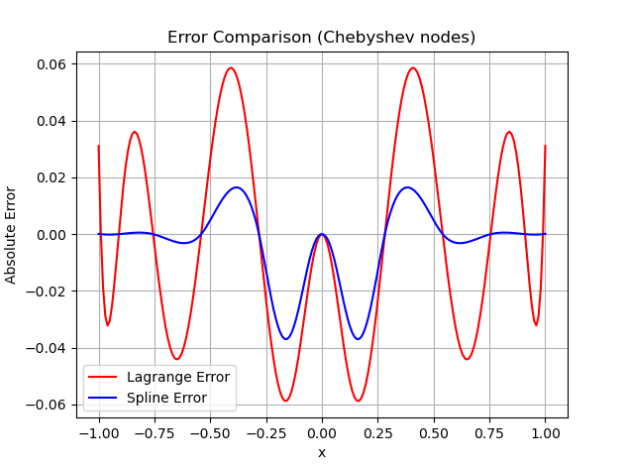 Error Comparison (Chebyshev nodes)
Absolute Error
0.06
0.04
0.02
0.00
−0.02
−0.04
−0.06
Lagrange Error
Spline Error
−1.00 −0.75 −0.50 −0.25 0.00 0.25 0.50 0.75 1.00
x